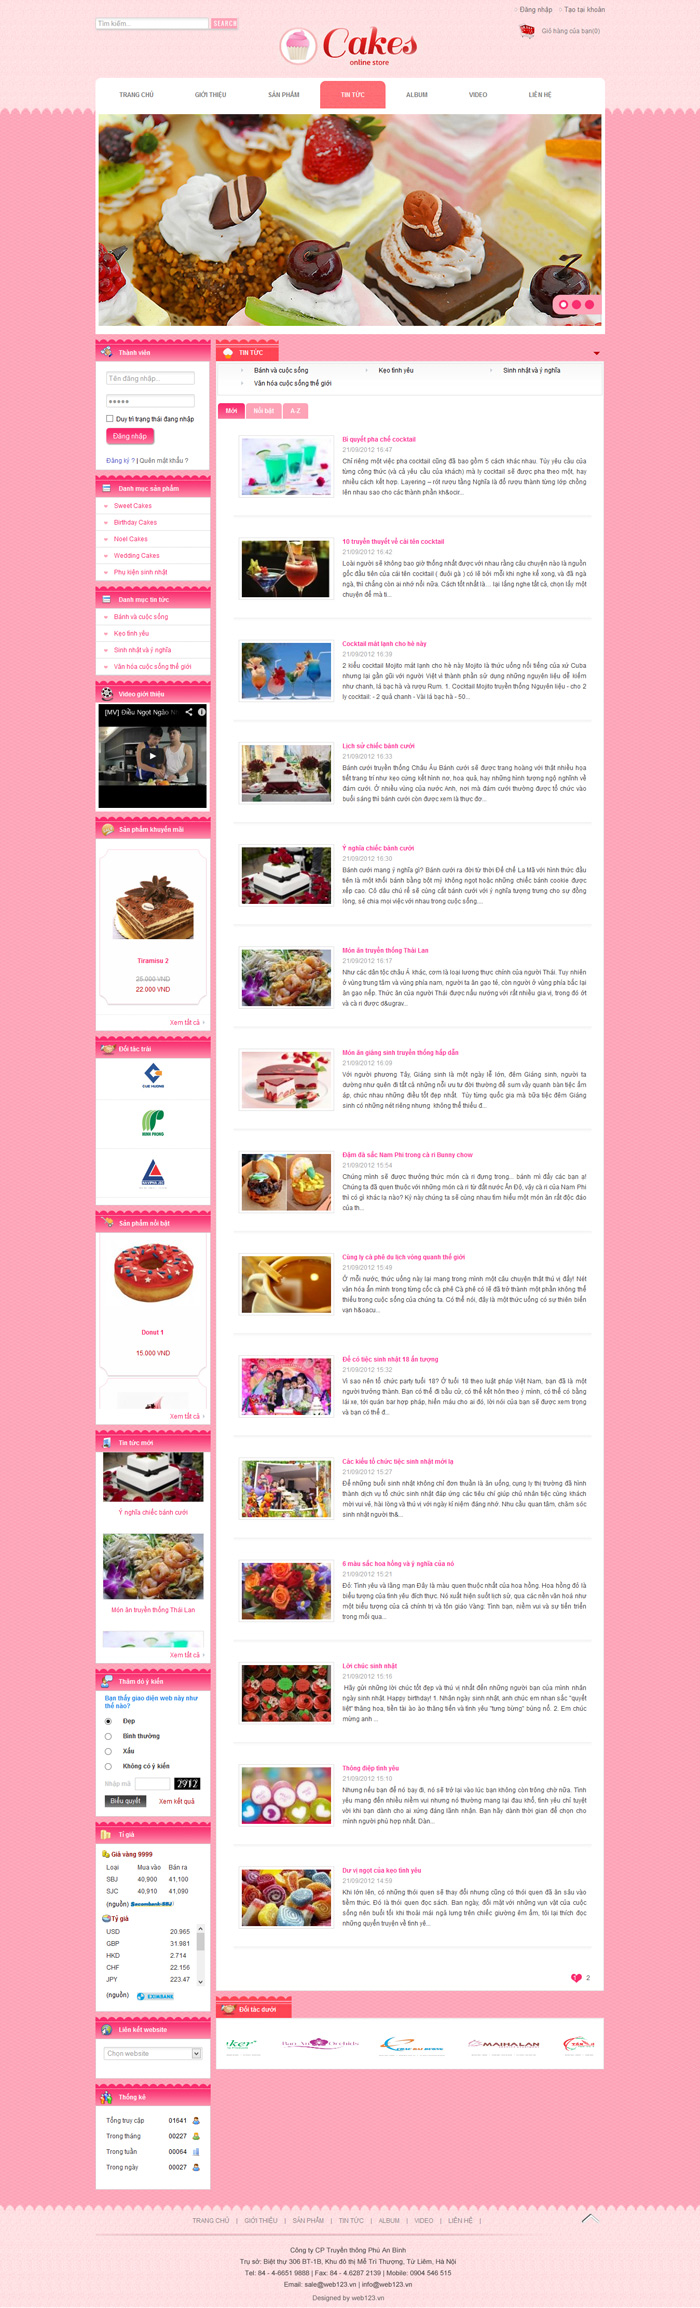 Đăng nhập
Tạo tài khoản
Tìm kiếm...
SEARCH
Cakes
online store
Giỏ hàng của bạn(0)
TRANG CHỦ
GIỚI THIỆU
SẢN PHẨM
TIN TỨC
ALBUM
VIDEO
LIÊN HỆ
Thành viên
Tên đăng nhập...
Duy trì trạng thái đăng nhập
Đăng nhập
Đăng ký ? | Quên mật khẩu ?
Danh mục sản phẩm
Sweet Cakes
Birthday Cakes
Noel Cakes
Wedding Cakes
Phụ kiện sinh nhật
Danh mục tin tức
Bánh và cuộc sống
Kẹo tình yêu
Sinh nhật và ý nghĩa
Văn hóa cuộc sống thế giới
Video giới thiệu
[MV] Điều Ngọt Ngào
Sản phẩm khuyến mãi
Tiramisu 2
25.000 VND
22.000 VND
Xem tất cả
Đối tác trái
MINH PHONG
Sản phẩm nổi bật
Donut 1
15.000 VND
Xem tất cả
Tin tức mới
Ý nghĩa chiếc bánh cưới
Món ăn truyền thống Thái Lan
Xem tất cả
Thăm dò ý kiến
Bạn thấy giao diện web này như
thế nào?
Đẹp
Bình thường
Xấu
Không có ý kiến
Nhập mã
2912
Biểu quyết
Xem kết quả
Tỉ giá
Giá vàng 9999
Loại Mua vào Bán ra
SBJ 40,900 41,100
SJC 40,910 41,090
(nguồn) Sacombank-SBJ
Tỷ giá
USD 20.965
GBP 31.981
HKD 2.714
CHF 22.156
JPY 223.47
(nguồn) EXIMBANK
Liên kết website
Chọn website
Thống kê
Tổng truy cập 01641
Trong tháng 00227
Trong tuần 00064
Trong ngày 00027
TIN TỨC
Bánh và cuộc sống
Kẹo tình yêu
Sinh nhật và ý nghĩa
Văn hóa cuộc sống thế giới
Mới
Nổi bật
A-Z
Bí quyết pha chế cocktail
21/09/2012 16:47
Chỉ riêng một việc pha cocktail cũng đã bao gồm 5 cách khác nhau. Tùy yêu cầu của
từng công thức (và cả yêu cầu của khách) mà ly cocktail sẽ được pha theo một, hay
nhiều cách kết hợp. Layering – rót rượu tầng Nghĩa là đổ rượu thành từng lớp chồng
lên nhau sao cho các thành phần kh&ocir...
10 truyền thuyết về cái tên cocktail
21/09/2012 16:42
Loài người sẽ không bao giờ thống nhất được với nhau rằng câu chuyện nào là nguồn
gốc đầu tiên của cái tên cocktail ( đuôi gà ) có lẽ bởi mỗi khi nghe kể xong, và đã ngà
ngà, thì chẳng còn ai nhớ nổi nữa. Cách tốt nhất là... lại lắng nghe tất cả, chọn lấy một
chuyện để mà ti...
Cocktail mát lạnh cho hè này
21/09/2012 16:39
2 kiểu cocktail Mojito mát lạnh cho hè này Mojito là thức uống nổi tiếng của xứ Cuba
nhưng lại gần gũi với người Việt vì thành phần sử dụng những nguyên liệu dễ kiếm
như chanh, lá bạc hà và rượu Rum. 1. Cocktail Mojito truyền thống Nguyên liệu - cho 2
ly cocktail: - 2 quả chanh - Vài lá bạc hà - 50...
Lịch sử chiếc bánh cưới
21/09/2012 16:33
Bánh cưới truyền thống Châu Âu Bánh cưới sẽ được trang hoàng với thật nhiều họa
tiết trang trí như kẹo cứng kết hình nơ, hoa quả, hay những hình tượng ngộ nghĩnh về
đám cưới. Ở nhiều vùng của nước Anh, nơi mà đám cưới thường được tổ chức vào
buổi sáng thì bánh cưới còn được xem là thực đơ...
Ý nghĩa chiếc bánh cưới
21/09/2012 16:30
Bánh cưới mang ý nghĩa gì? Bánh cưới ra đời từ thời Đế chế La Mã với hình thức đầu
tiên là một khối bánh bằng bột mỳ không ngọt hoặc những chiếc bánh cookie được
xếp cao. Cô dâu chú rể sẽ cùng cắt bánh cưới với ý nghĩa tượng trưng cho sự đồng
lòng, sẽ chia mọi việc với nhau trong cuộc sống....
Món ăn truyền thống Thái Lan
21/09/2012 16:17
Như các dân tộc châu Á khác, cơm là loại lương thực chính của người Thái. Tuy nhiên
ở vùng trung tâm và vùng phía nam, người ta ăn gạo tẻ, còn người ở vùng phía bắc lại
ăn gạo nếp. Thức ăn của người Thái được nấu nướng với rất nhiều gia vị, trong đó ớt
và cà ri được d&ugrav...
Món ăn giáng sinh truyền thống hấp dẫn
21/09/2012 16:09
Với người phương Tây, Giáng sinh là một ngày lễ lớn, đêm Giáng sinh, người ta
dường như quên đi tất cả những nỗi ưu tư đời thường để sum vầy quanh bàn tiệc ấm
áp, chúc nhau những điều tốt đẹp nhất. Tùy từng quốc gia mà bữa tiệc đêm Giáng
sinh có những nét riêng nhưng không thể thiếu đ...
Đậm đà sắc Nam Phi trong cà ri Bunny chow
21/09/2012 15:54
Chúng mình sẽ được thưởng thức món cà ri đựng trong... bánh mì đấy các bạn ạ!
Chúng ta đã quen thuộc với những món cà ri từ đất nước Ấn Độ, vậy cà ri của Nam Phi
thì có gì khác lạ nào? Kỳ này chúng ta sẽ cùng nhau tìm hiểu một món ăn rất độc đáo
của th...
Cùng ly cà phê du lịch vòng quanh thế giới
21/09/2012 15:49
Ở mỗi nước, thức uống này lại mang trong mình một câu chuyện thật thú vị đấy! Nét
văn hóa ẩn mình trong từng cốc cà phê Cà phê có lẽ đã trở thành một phần không thể
thiếu trong cuộc sống của chúng ta. Có thể nói, đây là một thức uống có sự thiên biến
vạn h&oacu...
Để có tiệc sinh nhật 18 ấn tượng
21/09/2012 15:32
Vì sao nên tổ chức party tuổi 18? Ở tuổi 18 theo luật pháp Việt Nam, bạn đã là một
người trưởng thành. Bạn có thể đi bầu cử, có thể kết hôn theo ý mình, có thể có bằng
lái xe, tới quán bar hợp pháp, hiến máu cho ai đó, lời nói của bạn sẽ được xem trọng
và bạn có thể đ...
Các kiểu tổ chức tiệc sinh nhật mới lạ
21/09/2012 15:27
Để những buổi sinh nhật không chỉ đơn thuần là ăn uống, cung ly thị trường đã hình
thành dịch vụ tổ chức sinh nhật đáp ứng các tiêu chí giúp chủ nhân tiệc cùng khách
mời vui vẻ, hài lòng và thú vị với ngày kỉ niệm đáng nhớ. Nhu cầu quan tâm, chăm sóc
sinh nhật người th&...
6 màu sắc hoa hồng và ý nghĩa của nó
21/09/2012 15:21
Đỏ: Tình yêu và lãng mạn Đây là màu quen thuộc nhất của hoa hồng. Hoa hồng đỏ là
biểu tượng của tình yêu đích thực. Nó xuất hiện suốt lịch sử, qua các nền văn hoá như
một biểu tượng của cả chính trị và tôn giáo Vàng: Tình bạn, niềm vui và sự tiến triển
trong mối qua...
Lời chúc sinh nhật
21/09/2012 15:15
Hãy gửi những lời chúc tốt đẹp và thú vị nhất đến những người bạn của mình nhân
ngày sinh nhật. Happy birthday! 1. Nhân ngày sinh nhật, anh chúc em nhan sắc "quyết
liệt" thăng hoa, tiền tài ào ào thăng tiến và tình yêu "tưng bừng" bùng nổ. 2. Em chúc
mừng anh ...
Thông điệp tình yêu
21/09/2012 15:10
Nhưng nếu bạn để nó bay đi, nó sẽ trở lại vào lúc bạn không còn trông chờ nữa. Tình
yêu mang đến nhiều niềm vui nhưng nó thường mang lại đau khổ, tình yêu chỉ tuyệt
vời khi bạn dành cho ai xứng đáng lãnh nhận. Bạn hãy dành thời gian để chọn cho
mình người phù hợp nhất. Dàn...
Dư vị ngọt của kẹo tình yêu
21/09/2012 14:59
Khi lớn lên, có những thói quen sẽ thay đổi nhưng cũng có thói quen đã ăn sâu vào
tiềm thức. Đó là thói quen đọc sách. Ban ngày, đối mặt với những vụn vặt của cuộc
sống nên buổi tối khi thoải mái ngả lưng trên chiếc giường êm ấm, tôi lại thích đọc
những quyển truyện về tình yê...
1
2
Đối tác dưới
MAIHALAN
TRANG CHỦ | GIỚI THIỆU | SẢN PHẨM | TIN TỨC | ALBUM | VIDEO | LIÊN HỆ |
Công ty CP Truyền thông Phú An Bình
Trụ sở: Biệt thự 306 BT-1B, Khu đô thị Mễ Trì Thượng, Từ Liêm, Hà Nội
Tel: 84 - 4-6651 9888 | Fax: 84 - 4.6287 2139 | Mobile: 0904 546 515
Email: sale@web123.vn | info@web123.vn
Designed by web123.vn